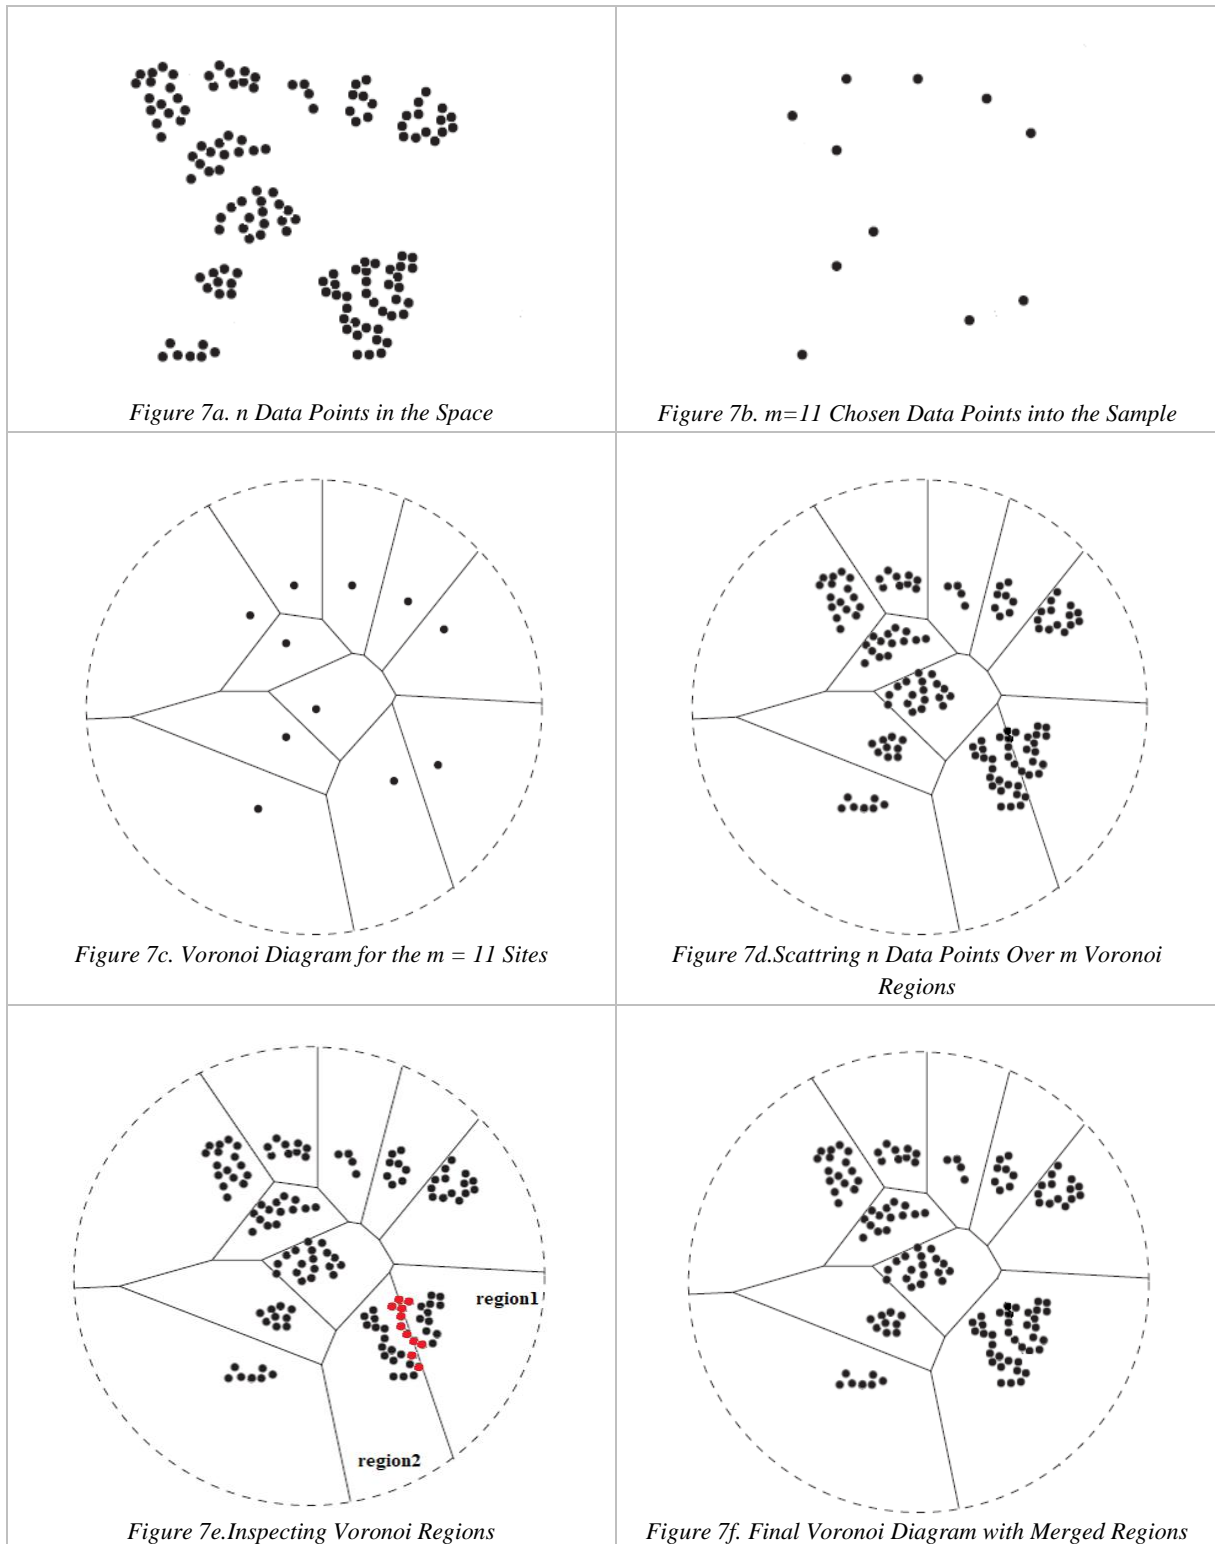 Figure 7a. n Data Points in the Space
Figure 7b. m=11 Chosen Data Points into the Sample
Figure 7c. Voronoi Diagram for the m = 11 Sites
Figure 7d.Scattring n Data Points Over m Voronoi
Regions
region1
region2
Figure 7e.Inspecting Voronoi Regions
Figure 7f. Final Voronoi Diagram with Merged Regions